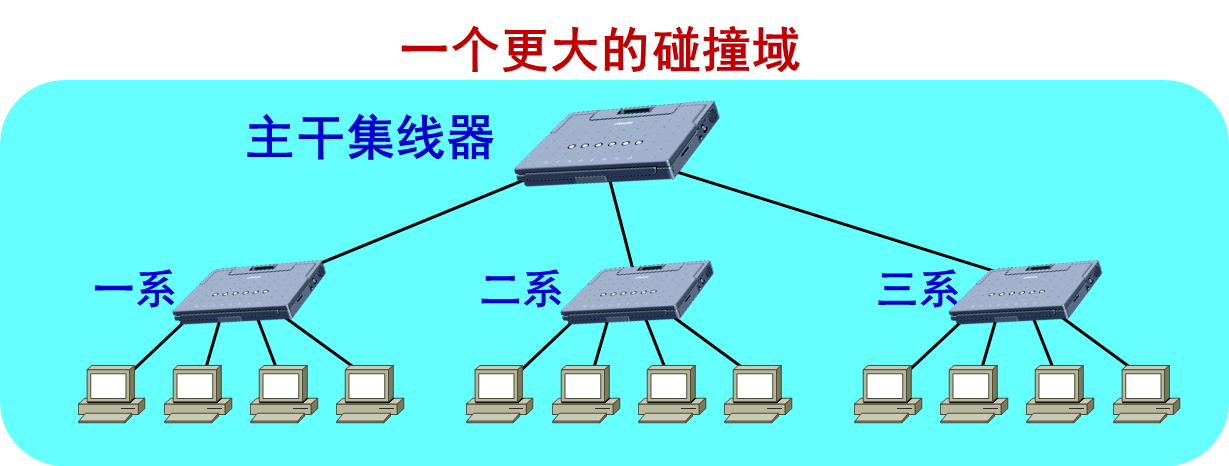 一个更大的碰撞域
主干集线器
一系
二系
三系